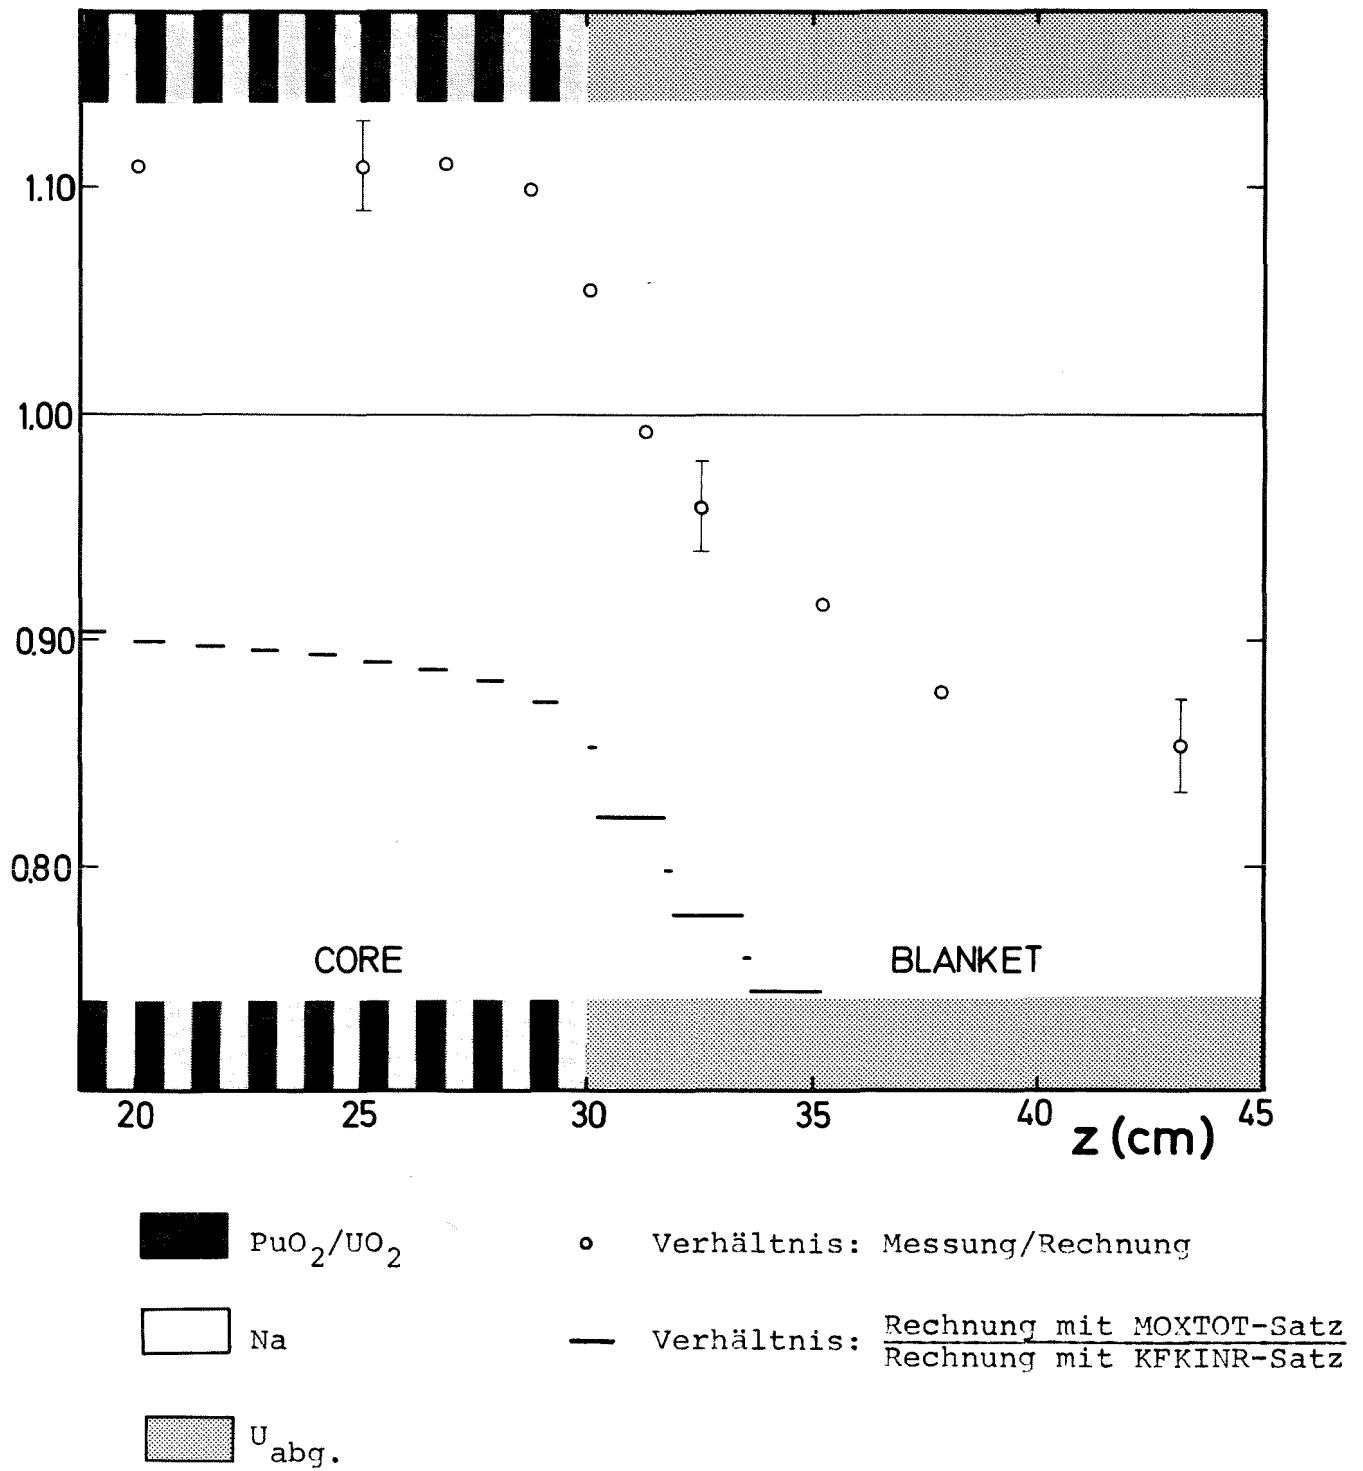 1.10
1.00
0.90
0.80
CORE
BLANKET
20 25 30 35 40 45
z (cm)
PuO2/UO2
Verhältnis: Messung/Rechnung
Na
Verhältnis: Rechnung mit MOXTOT-Satz
Rechnung mit KFKINR-Satz
Uabg.